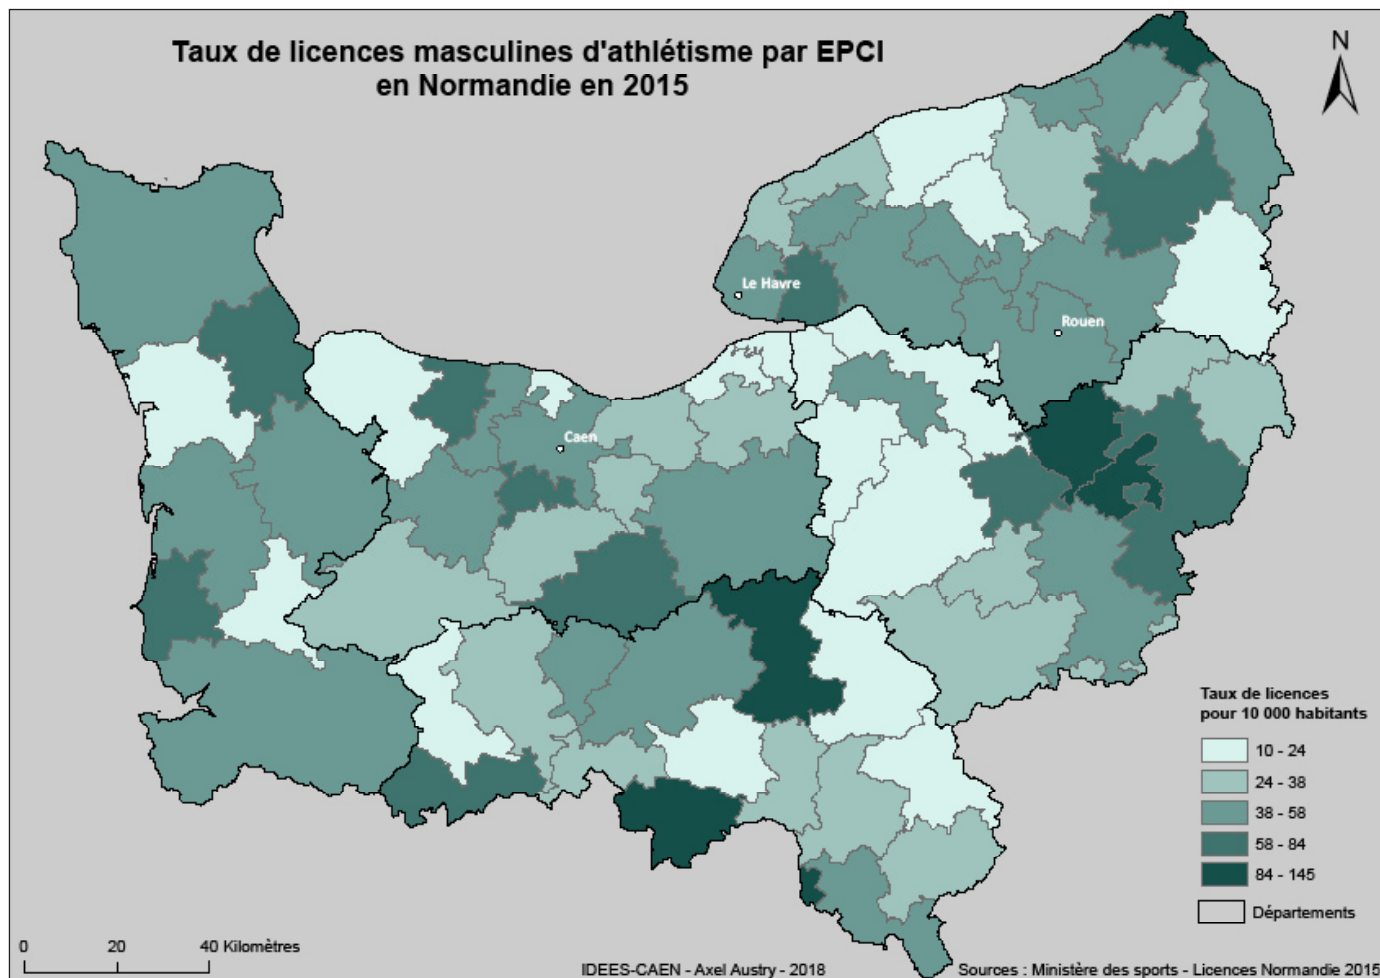 Taux de licences masculines d'athlétisme par EPCI
en Normandie en 2015
N
Le Havre
Rouen
Caen
Taux de licences
pour 10 000 habitants
10 - 24
24 - 38
38 - 58
58 - 84
84 - 145
Départements
0 20 40 Kilomètres
IDEES-CAEN - Axel Austry - 2018
Sources : Ministère des sports - Licences Normandie 2015